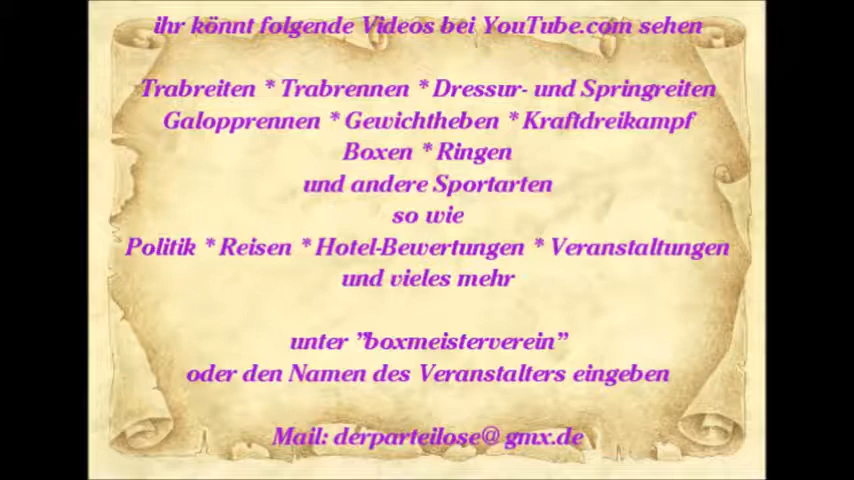 ihr könnt folgende Videos bei YouTube.com sehen
Trabreiten * Trabrennen * Dressur- und Springreiten
Galopprennen * Gewichtheben * Kraftdreikampf
Boxen * Ringen
und andere Sportarten
so wie
Politik * Reisen * Hotel-Bewertungen * Veranstaltungen
und vieles mehr
unter "boxmeisterverein"
oder den Namen des Veranstalters eingeben
Mail: derparteilose@gmx.de